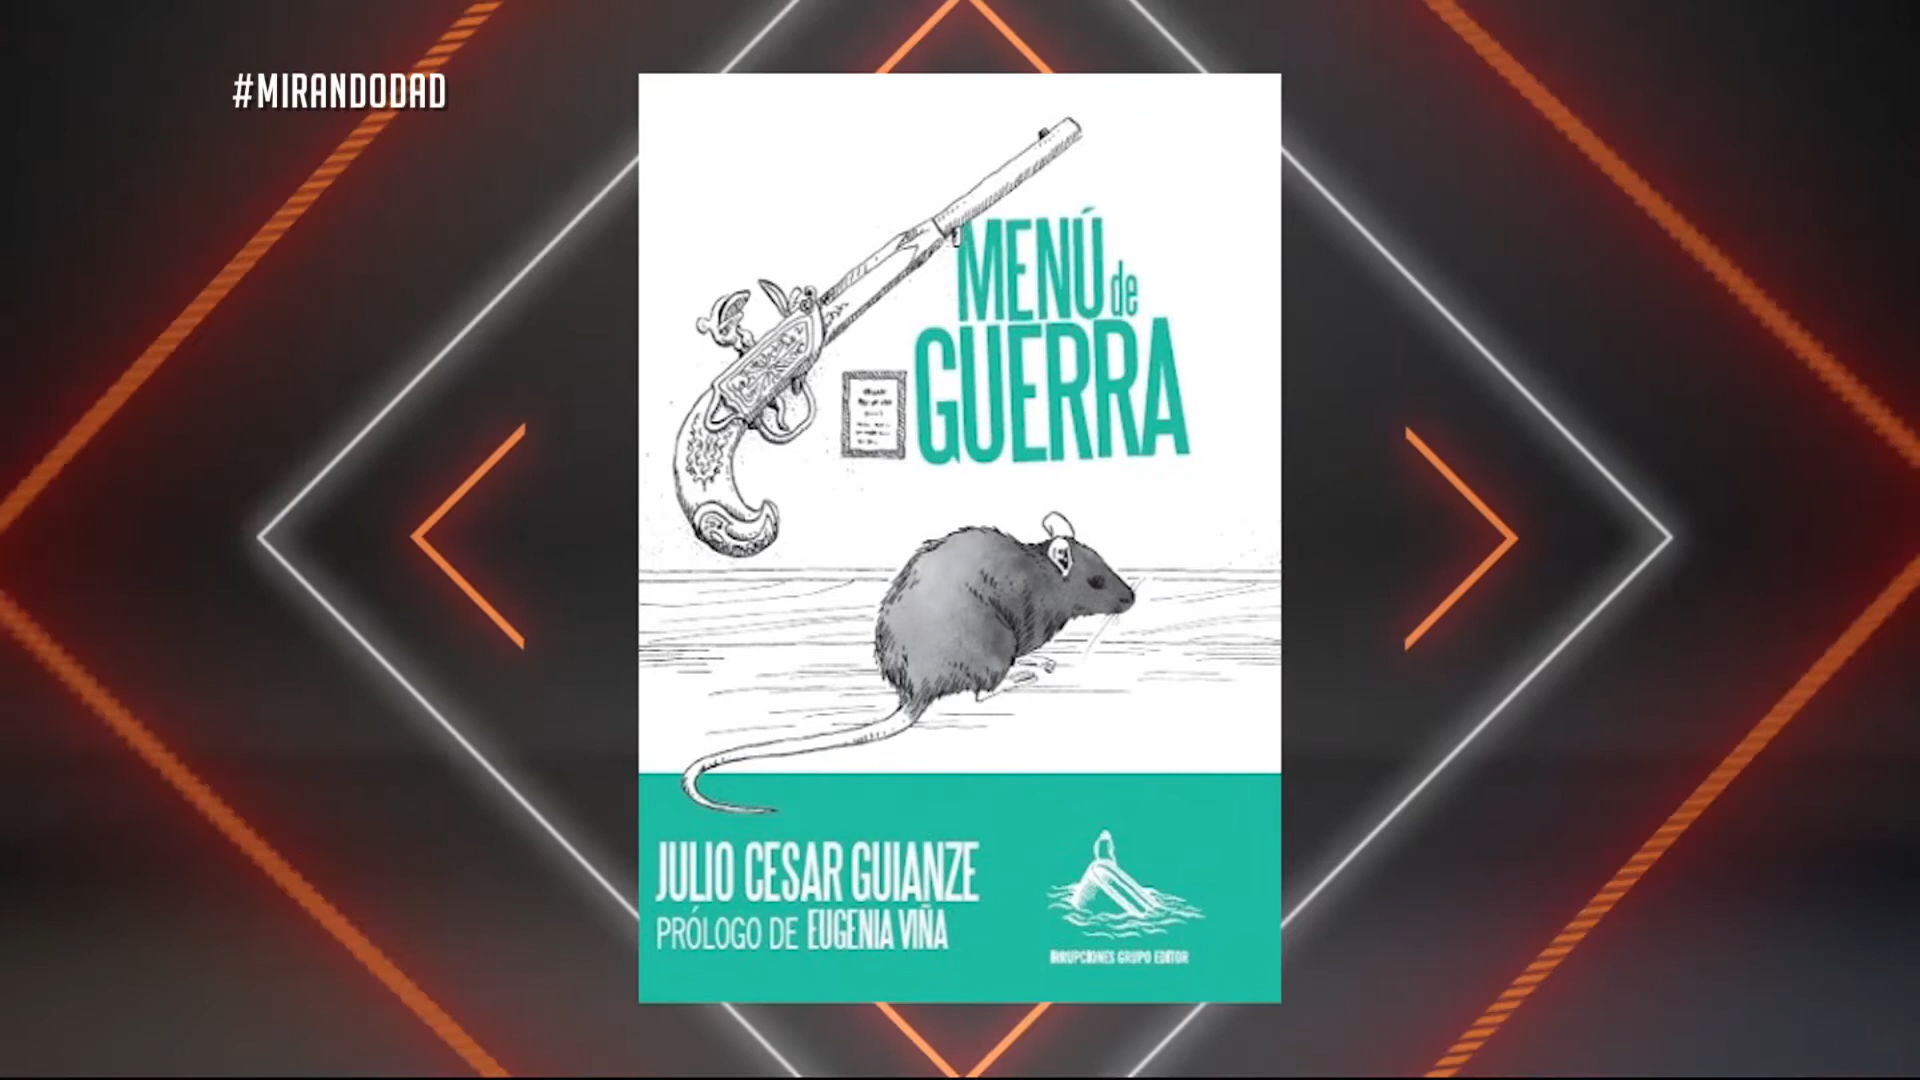 #MIRANDODAD
MENÚ de
GUERRA
JULIO CESAR GUIANZE
PRÓLOGO DE EUGENIA VIÑA
IRRUPCIONES GRUPO EDITOR